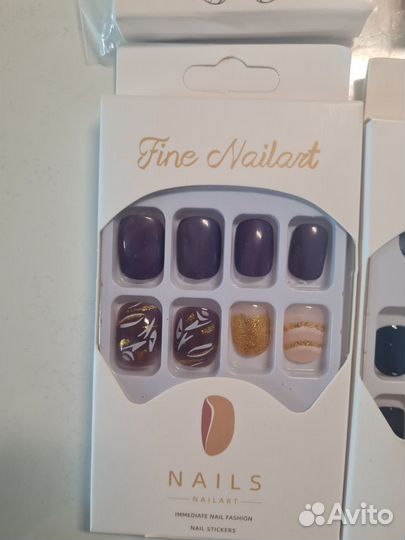 Fine Nailart
NAILS
NAILART
IMMEDIATE NAIL FASHION
NAIL STICKERS
Avito